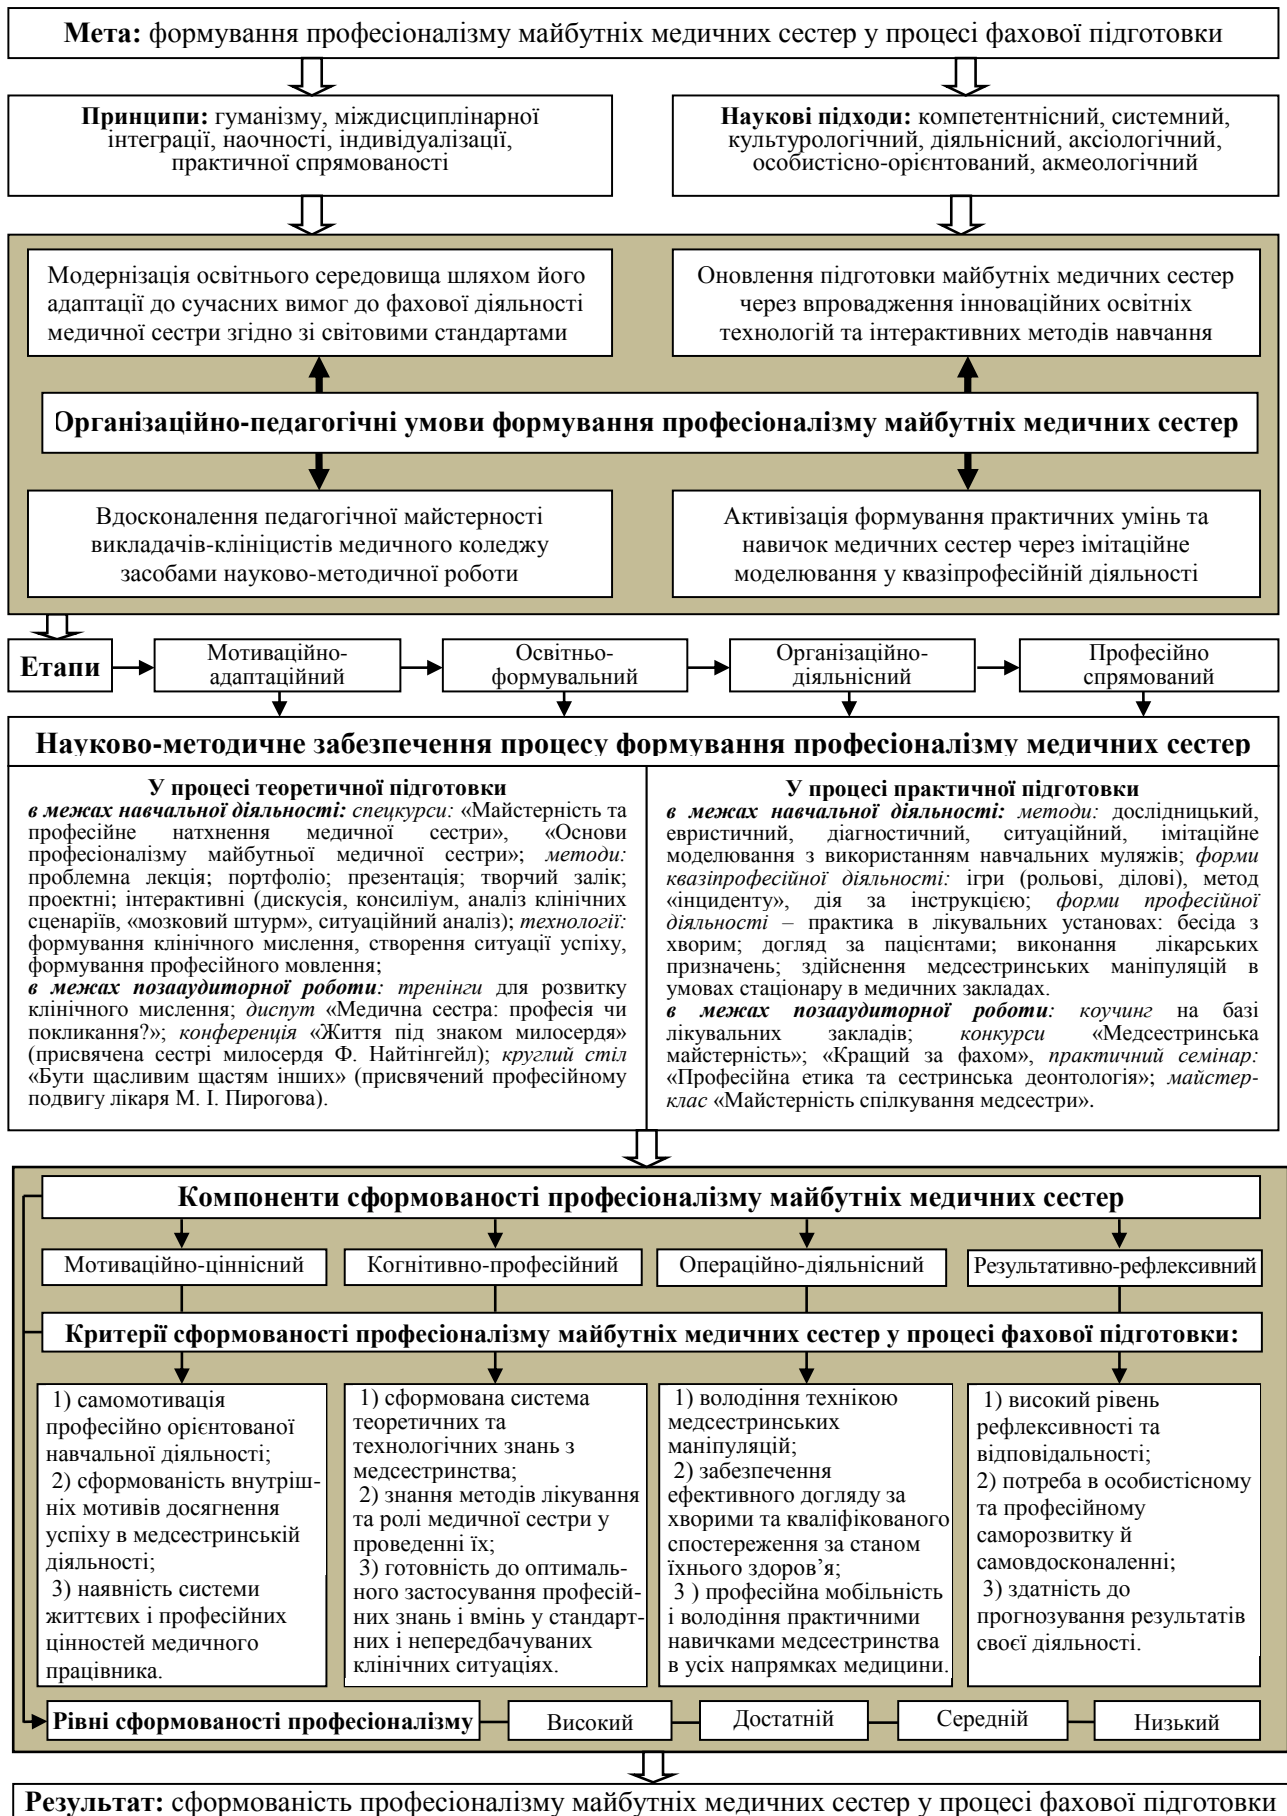 Мета: формування професіоналізму майбутніх медичних сестер у процесі фахової підготовки
Принципи: гуманізму, міждисциплінарної
інтеграції, наочності, індивідуалізації,
практичної спрямованості
Наукові підходи: компетентнісний, системний,
культурологічний, діяльнісний, аксіологічний,
особистісно-орієнтований, акмеологічний
Модернізація освітнього середовища шляхом його
адаптації до сучасних вимог до фахової діяльності
медичної сестри згідно зі світовими стандартами
Оновлення підготовки майбутніх медичних сестер
через впровадження інноваційних освітніх
технологій та інтерактивних методів навчання
Організаційно-педагогічні умови формування професіоналізму майбутніх медичних сестер
Вдосконалення педагогічної майстерності
викладачів-клініцистів медичного коледжу
засобами науково-методичної роботи
Активізація формування практичних умінь та
навичок медичних сестер через імітаційне
моделювання у квазіпрофесійній діяльності
Етапи
Мотиваційно-
адаптаційний
Освітньо-
формувальний
Організаційно-
діяльнісний
Професійно
спрямований
Науково-методичне забезпечення процесу формування професіоналізму медичних сестер
У процесі теоретичної підготовки
в межах навчальної діяльності: спецкурси: «Майстерність та
професійне натхнення медичної сестри», «Основи
професіоналізму майбутньої медичної сестри»; методи:
проблемна лекція; портфоліо; презентація; творчий залік;
проектні; інтерактивні (дискусія, консиліум, аналіз клінічних
сценаріїв, «мозковий штурм», ситуаційний аналіз); технології:
формування клінічного мислення, створення ситуації успіху,
формування професійного мовлення;
в межах позааудиторної роботи: тренінги для розвитку
клінічного мислення; диспут «Медична сестра: професія чи
покликання?»; конференція «Життя під знаком милосердя»
(присвячена сестрі милосердя Ф. Найтінгейл); круглий стіл
«Бути щасливим щастям інших» (присвячений професійному
подвигу лікаря М. І. Пирогова).
У процесі практичної підготовки
в межах навчальної діяльності: методи: дослідницький,
евристичний, діагностичний, ситуаційний, імітаційне
моделювання з використанням навчальних муляжів; форми
квазіпрофесійної діяльності: ігри (рольові, ділові), метод
«інциденту», дія за інструкцією; форми професійної
діяльності – практика в лікувальних установах: бесіда з
хворим; догляд за пацієнтами; виконання лікарських
призначень; здійснення медсестринських маніпуляцій в
умовах стаціонару в медичних закладах.
в межах позааудиторної роботи: коучинг на базі
лікувальних закладів; конкурси «Медсестринська
майстерність»; «Кращий за фахом», практичний семінар:
«Професійна етика та сестринська деонтологія»; майстер-
клас «Майстерність спілкування медсестри».
Компоненти сформованості професіоналізму майбутніх медичних сестер
Мотиваційно-ціннісний
Когнітивно-професійний
Операційно-діяльнісний
Результативно-рефлексивний
Критерії сформованості професіоналізму майбутніх медичних сестер у процесі фахової підготовки:
1) самомотивація
професійно орієнтованої
навчальної діяльності;
2) сформованість внутріш-
ніх мотивів досягнення
успіху в медсестринській
діяльності;
3) наявність системи
життєвих і професійних
цінностей медичного
працівника.
1) сформована система
теоретичних та
технологічних знань з
медсестринства;
2) знання методів лікування
та ролі медичної сестри у
проведенні їх;
3) готовність до оптималь-
ного застосування професій-
них знань і вмінь у стандарт-
них і непередбачуваних
клінічних ситуаціях.
1) володіння технікою
медсестринських
маніпуляцій;
2) забезпечення
ефективного догляду за
хворими та кваліфікованого
спостереження за станом
їхнього здоров’я;
3 ) професійна мобільність
і володіння практичними
навичками медсестринства
в усіх напрямках медицини.
1) високий рівень
рефлексивності та
відповідальності;
2) потреба в особистісному
та професійному
саморозвитку й
самовдосконаленні;
3) здатність до
прогнозування результатів
своєї діяльності.
Рівні сформованості професіоналізму
Високий
Достатній
Середній
Низький
Результат: сформованість професіоналізму майбутніх медичних сестер у процесі фахової підготовки